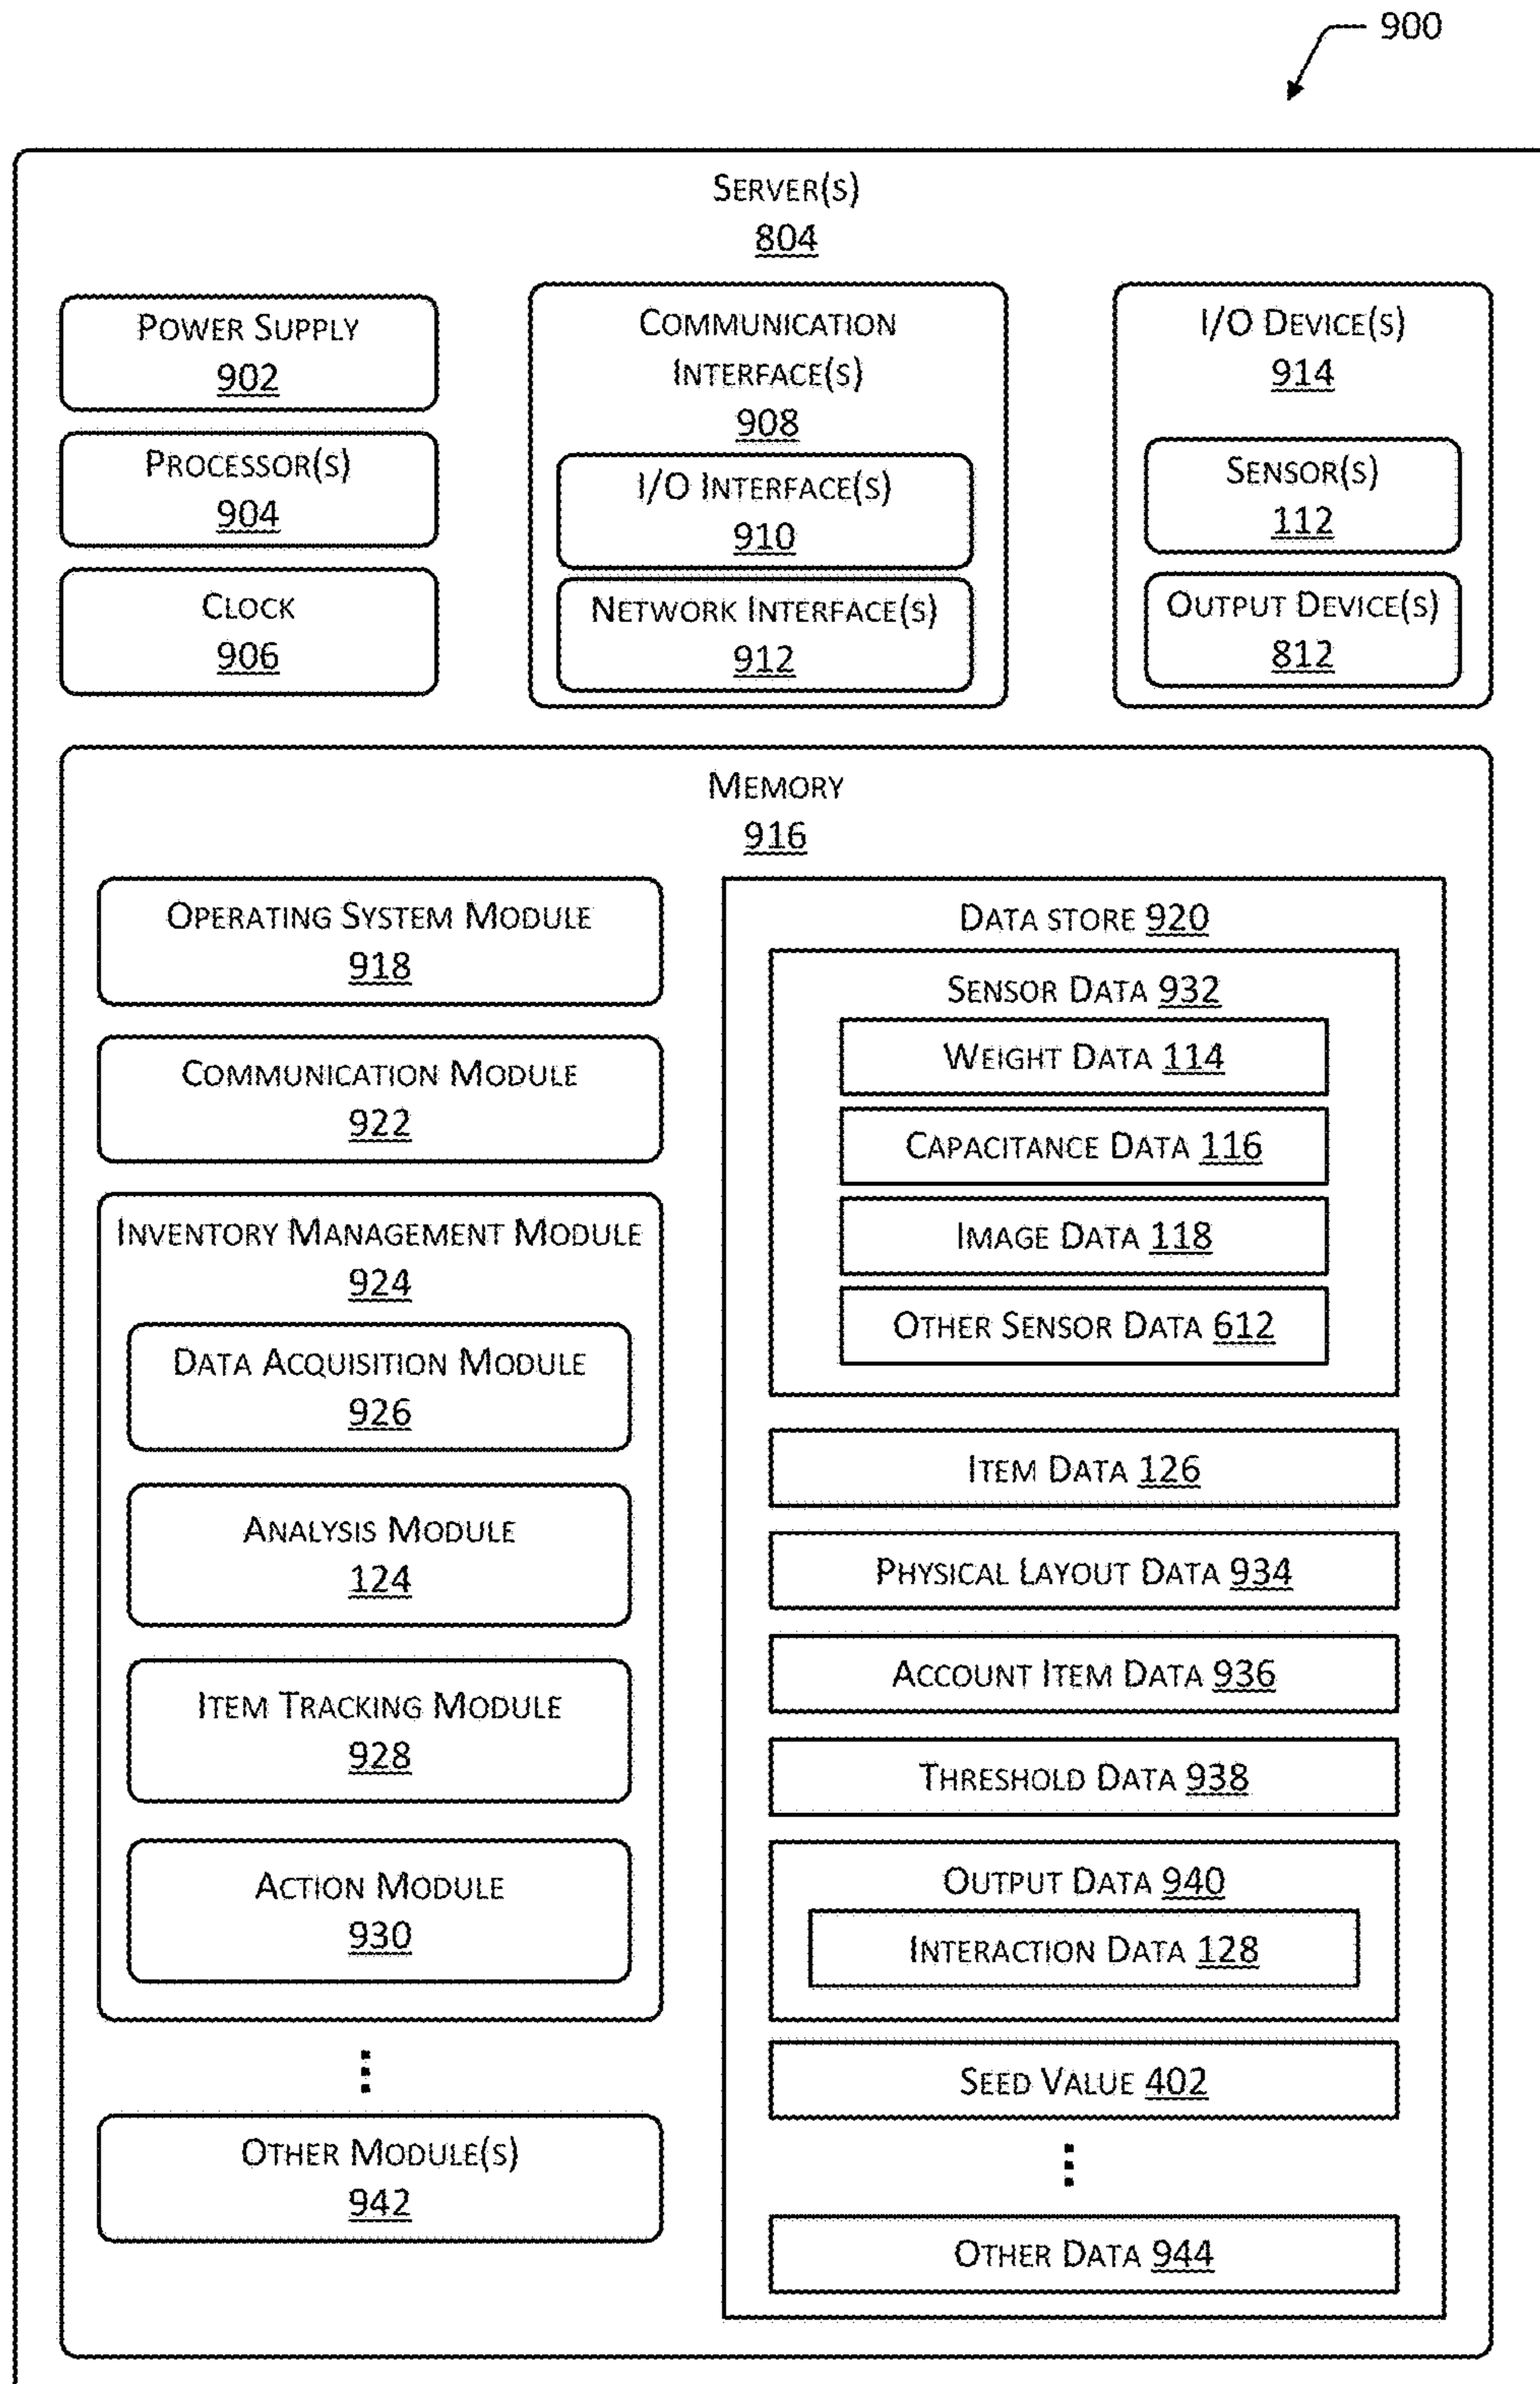 900
SERVER(S)
804
POWER SUPPLY
902
PROCESSOR(S)
904
CLOCK
906
COMMUNICATION
INTERFACE(S)
908
I/O INTERFACE(S)
910
NETWORK INTERFACE(S)
912
I/O DEVICE(S)
914
SENSOR(S)
112
OUTPUT DEVICE(S)
812
MEMORY
916
OPERATING SYSTEM MODULE
918
COMMUNICATION MODULE
922
INVENTORY MANAGEMENT MODULE
924
DATA ACQUISITION MODULE
926
ANALYSIS MODULE
124
ITEM TRACKING MODULE
928
ACTION MODULE
930
OTHER MODULE(S)
942
DATA STORE 920
SENSOR DATA 932
WEIGHT DATA 114
CAPACITANCE DATA 116
IMAGE DATA 118
OTHER SENSOR DATA 612
ITEM DATA 126
PHYSICAL LAYOUT DATA 934
ACCOUNT ITEM DATA 936
THRESHOLD DATA 938
OUTPUT DATA 940
INTERACTION DATA 128
SEED VALUE 402
OTHER DATA 944